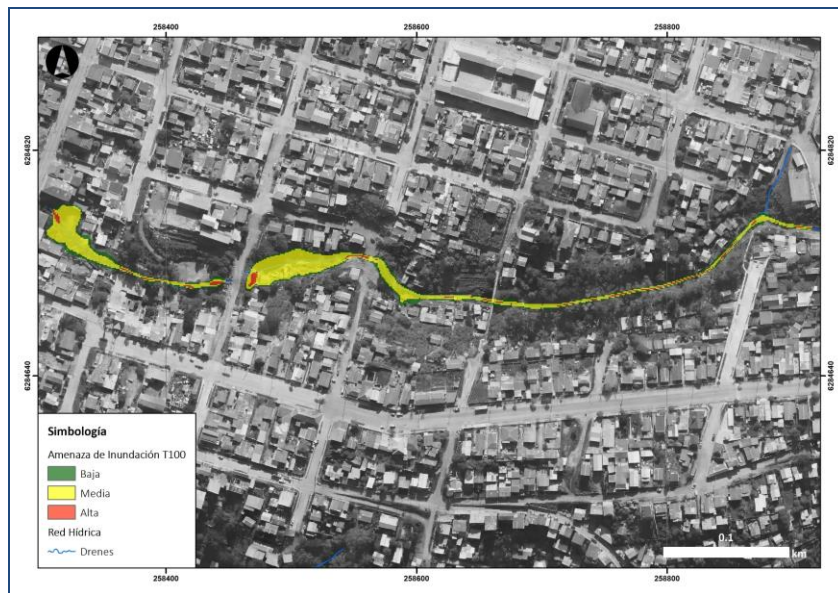 258400
258600
258800
6284820
6284820
6284640
6284640
Simbología
Amenaza de Inundación T100
Baja
Media
Alta
Red Hídrica
Drenes
0.1
km
258400
258600
258800